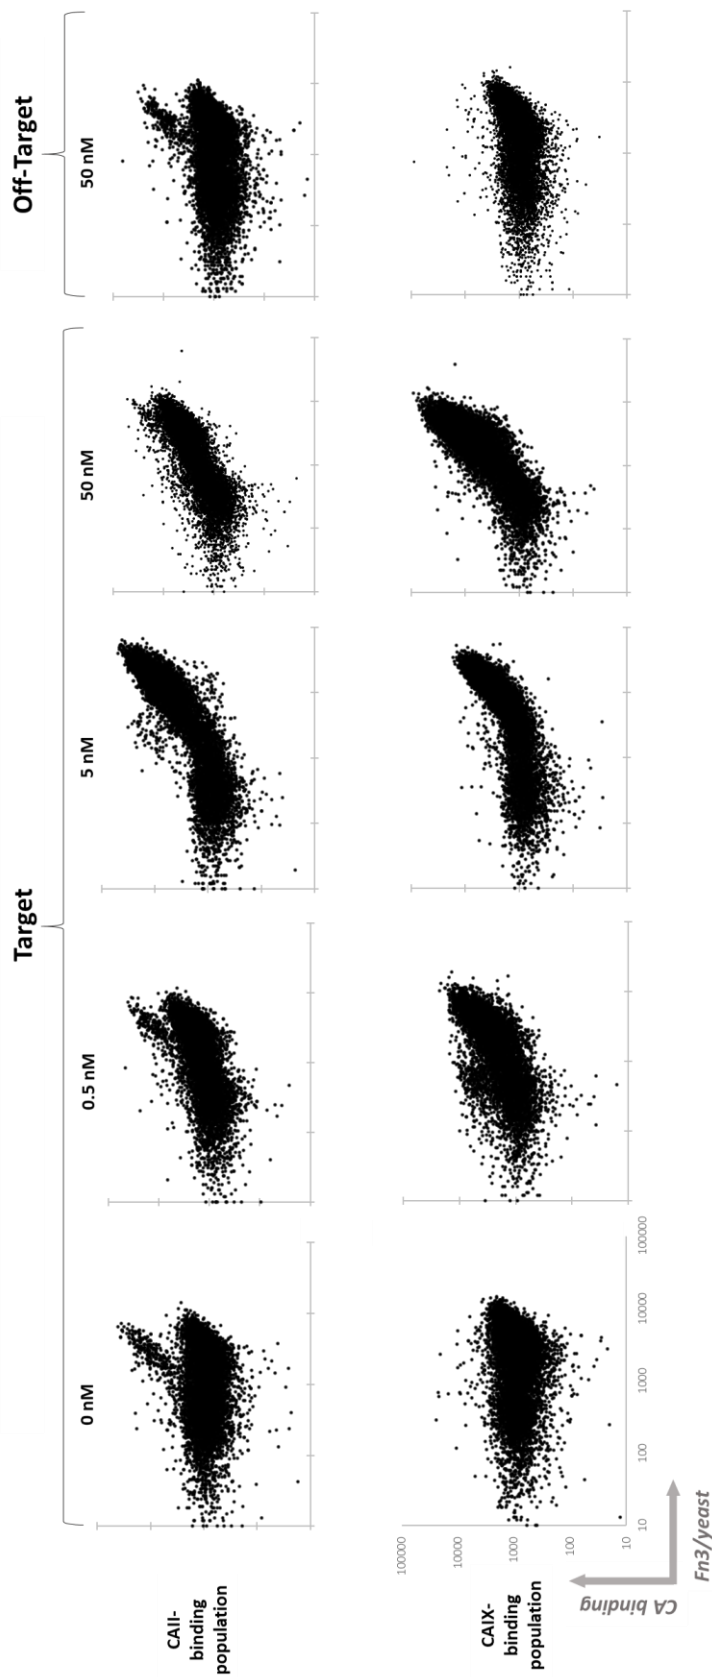 Target
Off-Target
0 nM
0.5 nM
5 nM
50 nM
50 nM
CAII-
binding
population
CAIX-
binding
population
100000
10000
1000
100
10
10
100
1000
10000
100000
CA binding
Fn3/yeast